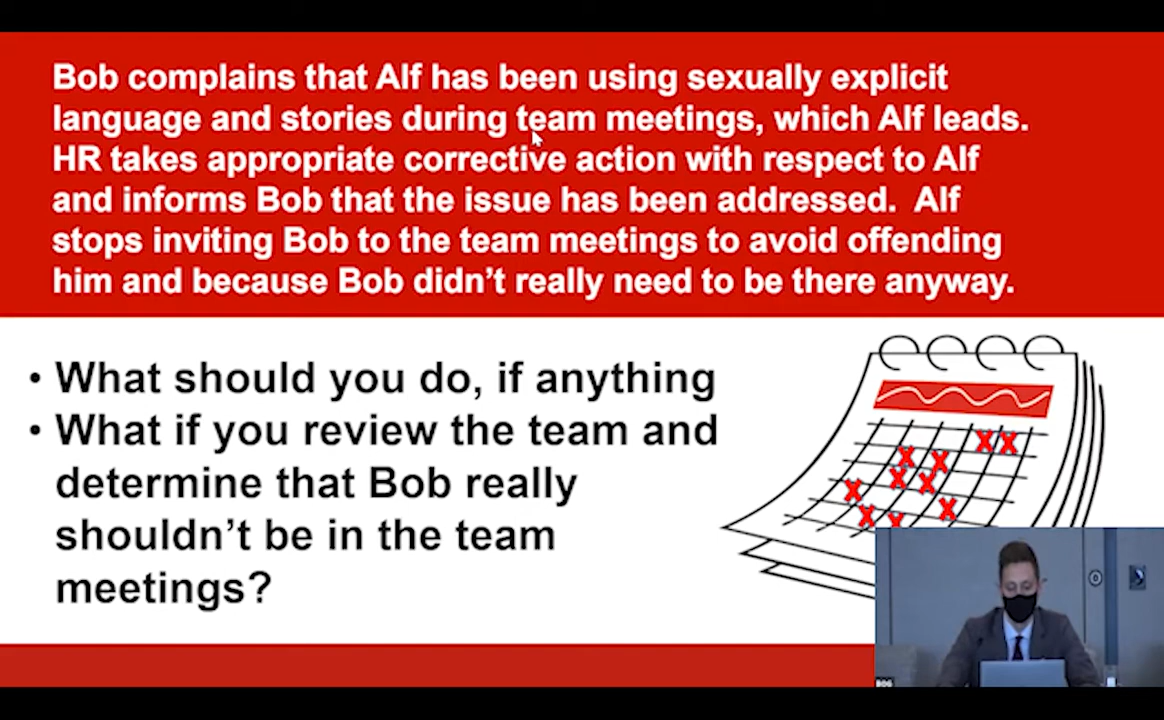 Bob complains that Alf has been using sexually explicit
language and stories during team meetings, which Alf leads.
HR takes appropriate corrective action with respect to Alf
and informs Bob that the issue has been addressed.  Alf
stops inviting Bob to the team meetings to avoid offending
him and because Bob didn’t really need to be there anyway.
• What should you do, if anything
• What if you review the team and
determine that Bob really
shouldn’t be in the team
meetings?